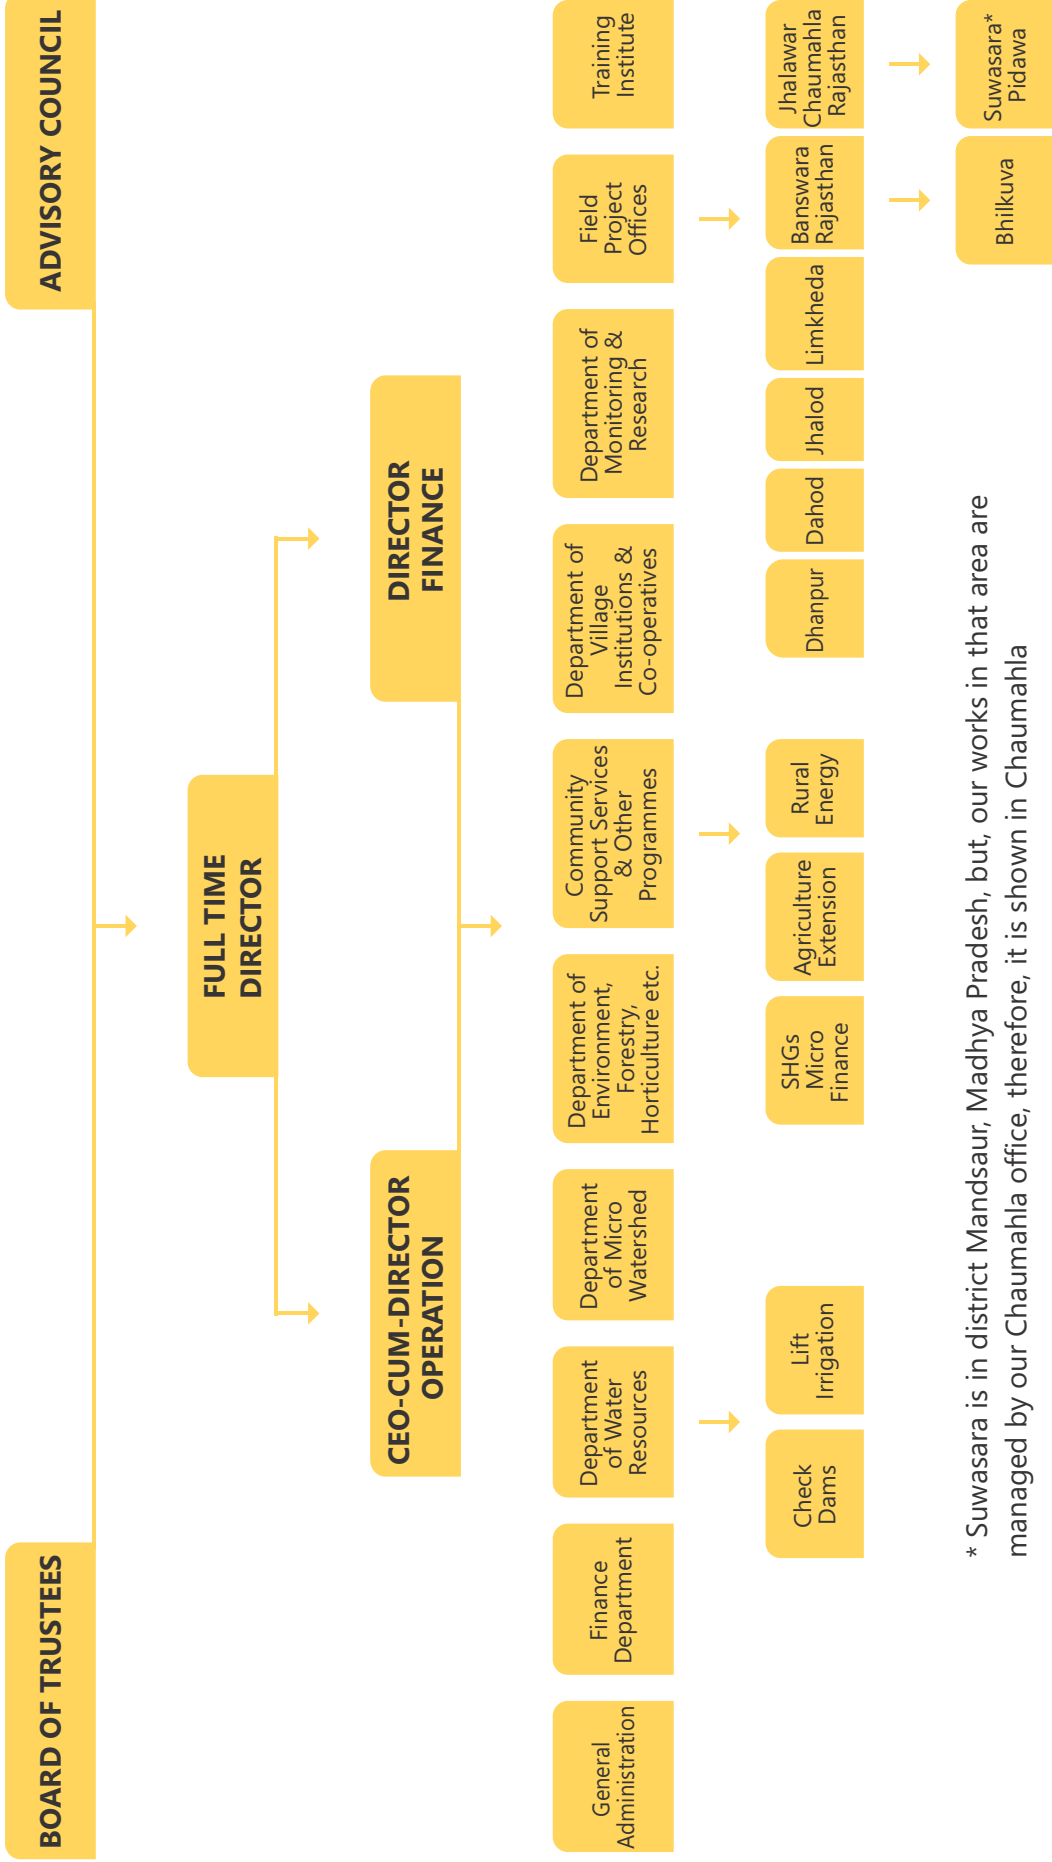 BOARD OF TRUSTEES
ADVISORY COUNCIL
FULL TIME
DIRECTOR
CEO-CUM-DIRECTOR
OPERATION
DIRECTOR
FINANCE
General
Administration
Finance
Department
Department
of Water
Resources
Department
of Micro
Watershed
Department of
Environment,
Forestry,
Horticulture etc.
Community
Support Services
& Other
Programmes
Department of
Village
Institutions &
Co-operatives
Department of
Monitoring &
Research
Field
Project
Offices
Training
Institute
Check
Dams
Lift
Irrigation
SHGs
Micro
Finance
Agriculture
Extension
Rural
Energy
Dhanpur
Dahod
Jhalod
Limkheda
Banswara
Rajasthan
Jhalawar
Chaumahla
Rajasthan
Bhilkuva
Suwasara*
Pidawa
* Suwasara is in district Mandsaur, Madhya Pradesh, but, our works in that area are
managed by our Chaumahla office, therefore, it is shown in Chaumahla